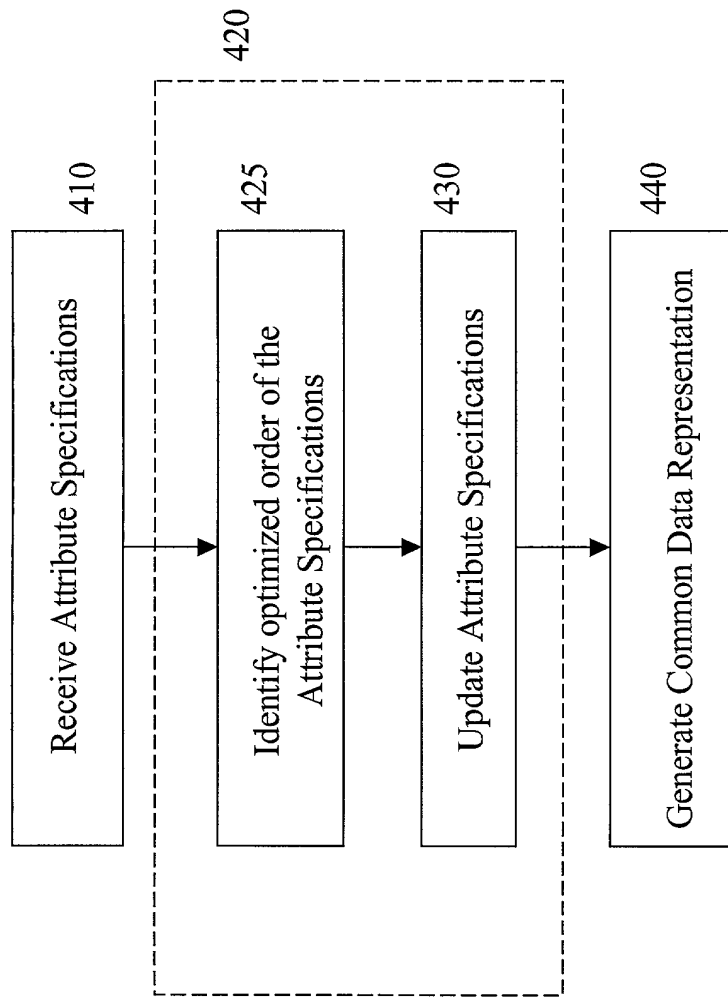 Receive Attribute Specifications
410
420
Identify optimized order of the
Attribute Specifications
425
Update Attribute Specifications
430
Generate Common Data Representation
440